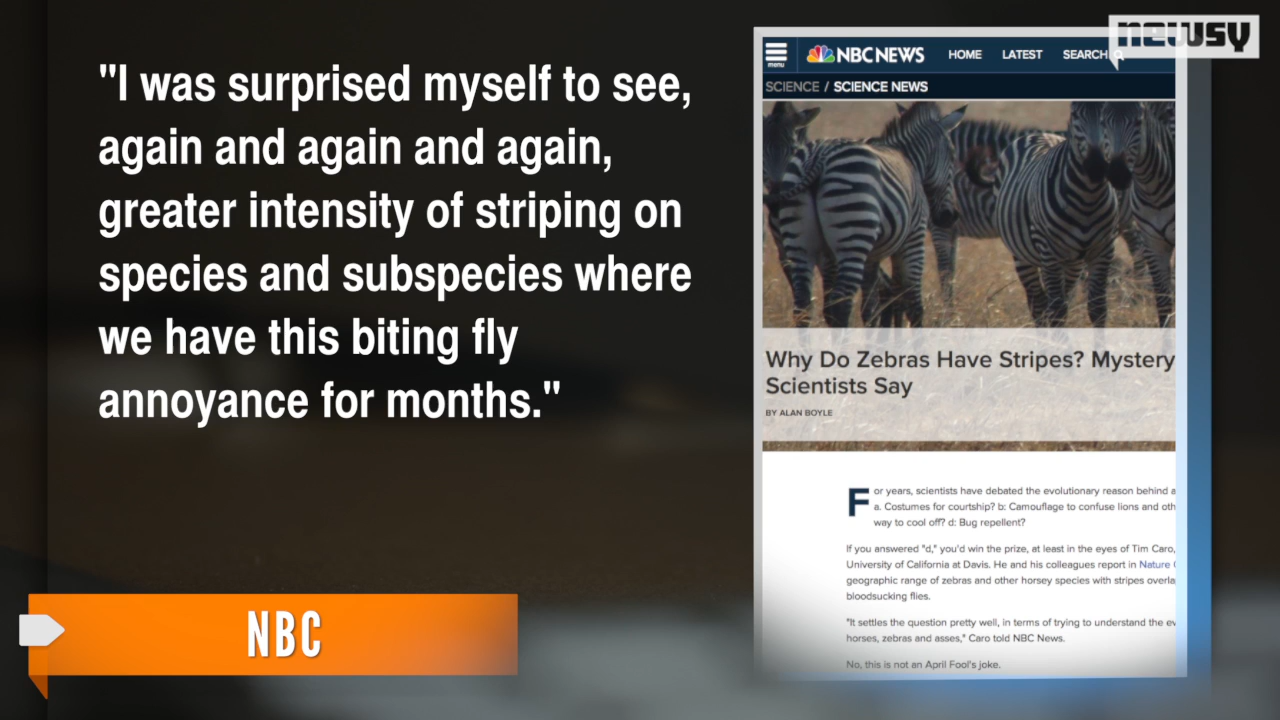 "I was surprised myself to see,
again and again and again,
greater intensity of striping on
species and subspecies where
we have this biting fly
annoyance for months."
NBC
newsy
menu
NBC NEWS
HOME
LATEST
SEARCH
SCIENCE / SCIENCE NEWS
Why Do Zebras Have Stripes? Mystery
Scientists Say
BY ALAN BOYLE
For years, scientists have debated the evolutionary reason behind a
a. Costumes for courtship? b: Camouflage to confuse lions and oth
way to cool off? d: Bug repellent?
If you answered "d," you'd win the prize, at least in the eyes of Tim Caro,
University of California at Davis. He and his colleagues report in Nature
geographic range of zebras and other horsey species with stripes overla
bloodsucking flies.
"It settles the question pretty well, in terms of trying to understand the ev
horses, zebras and asses," Caro told NBC News.
No, this is not an April Fool's joke.